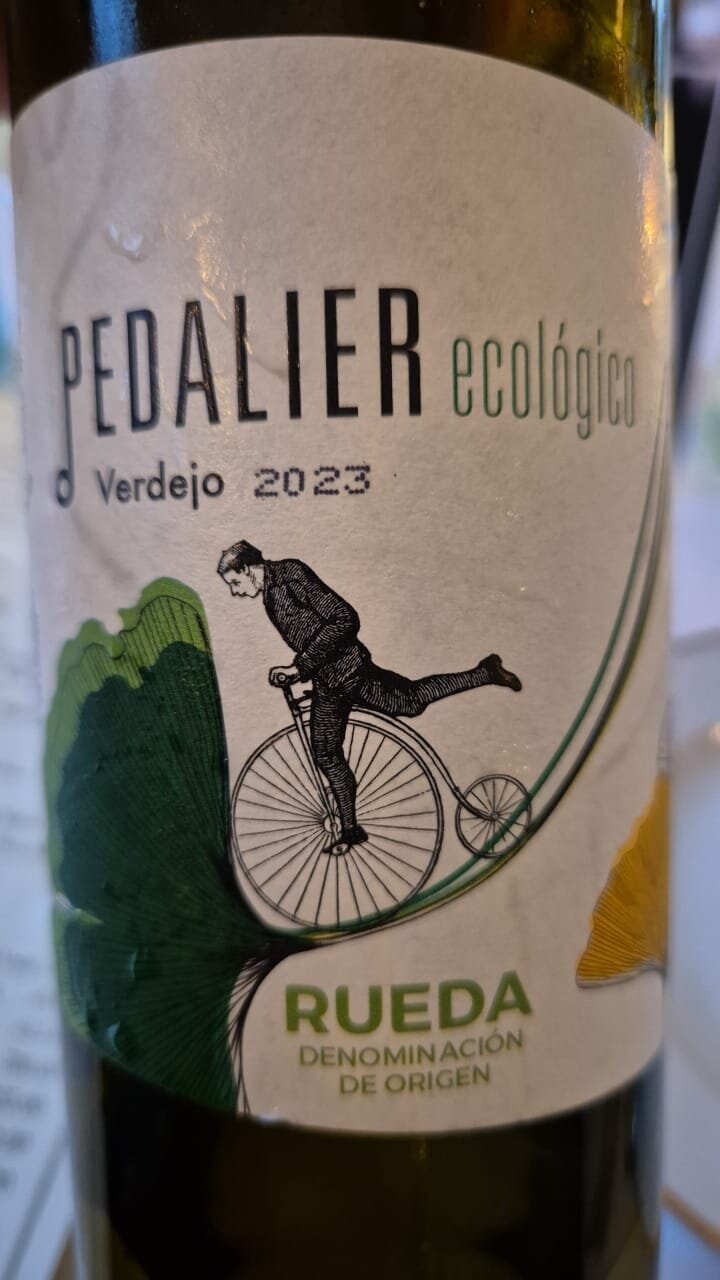 PEDALIER ecológico
Verdejo 2023
RUEDA
DENOMINACIÓN
DE ORIGEN